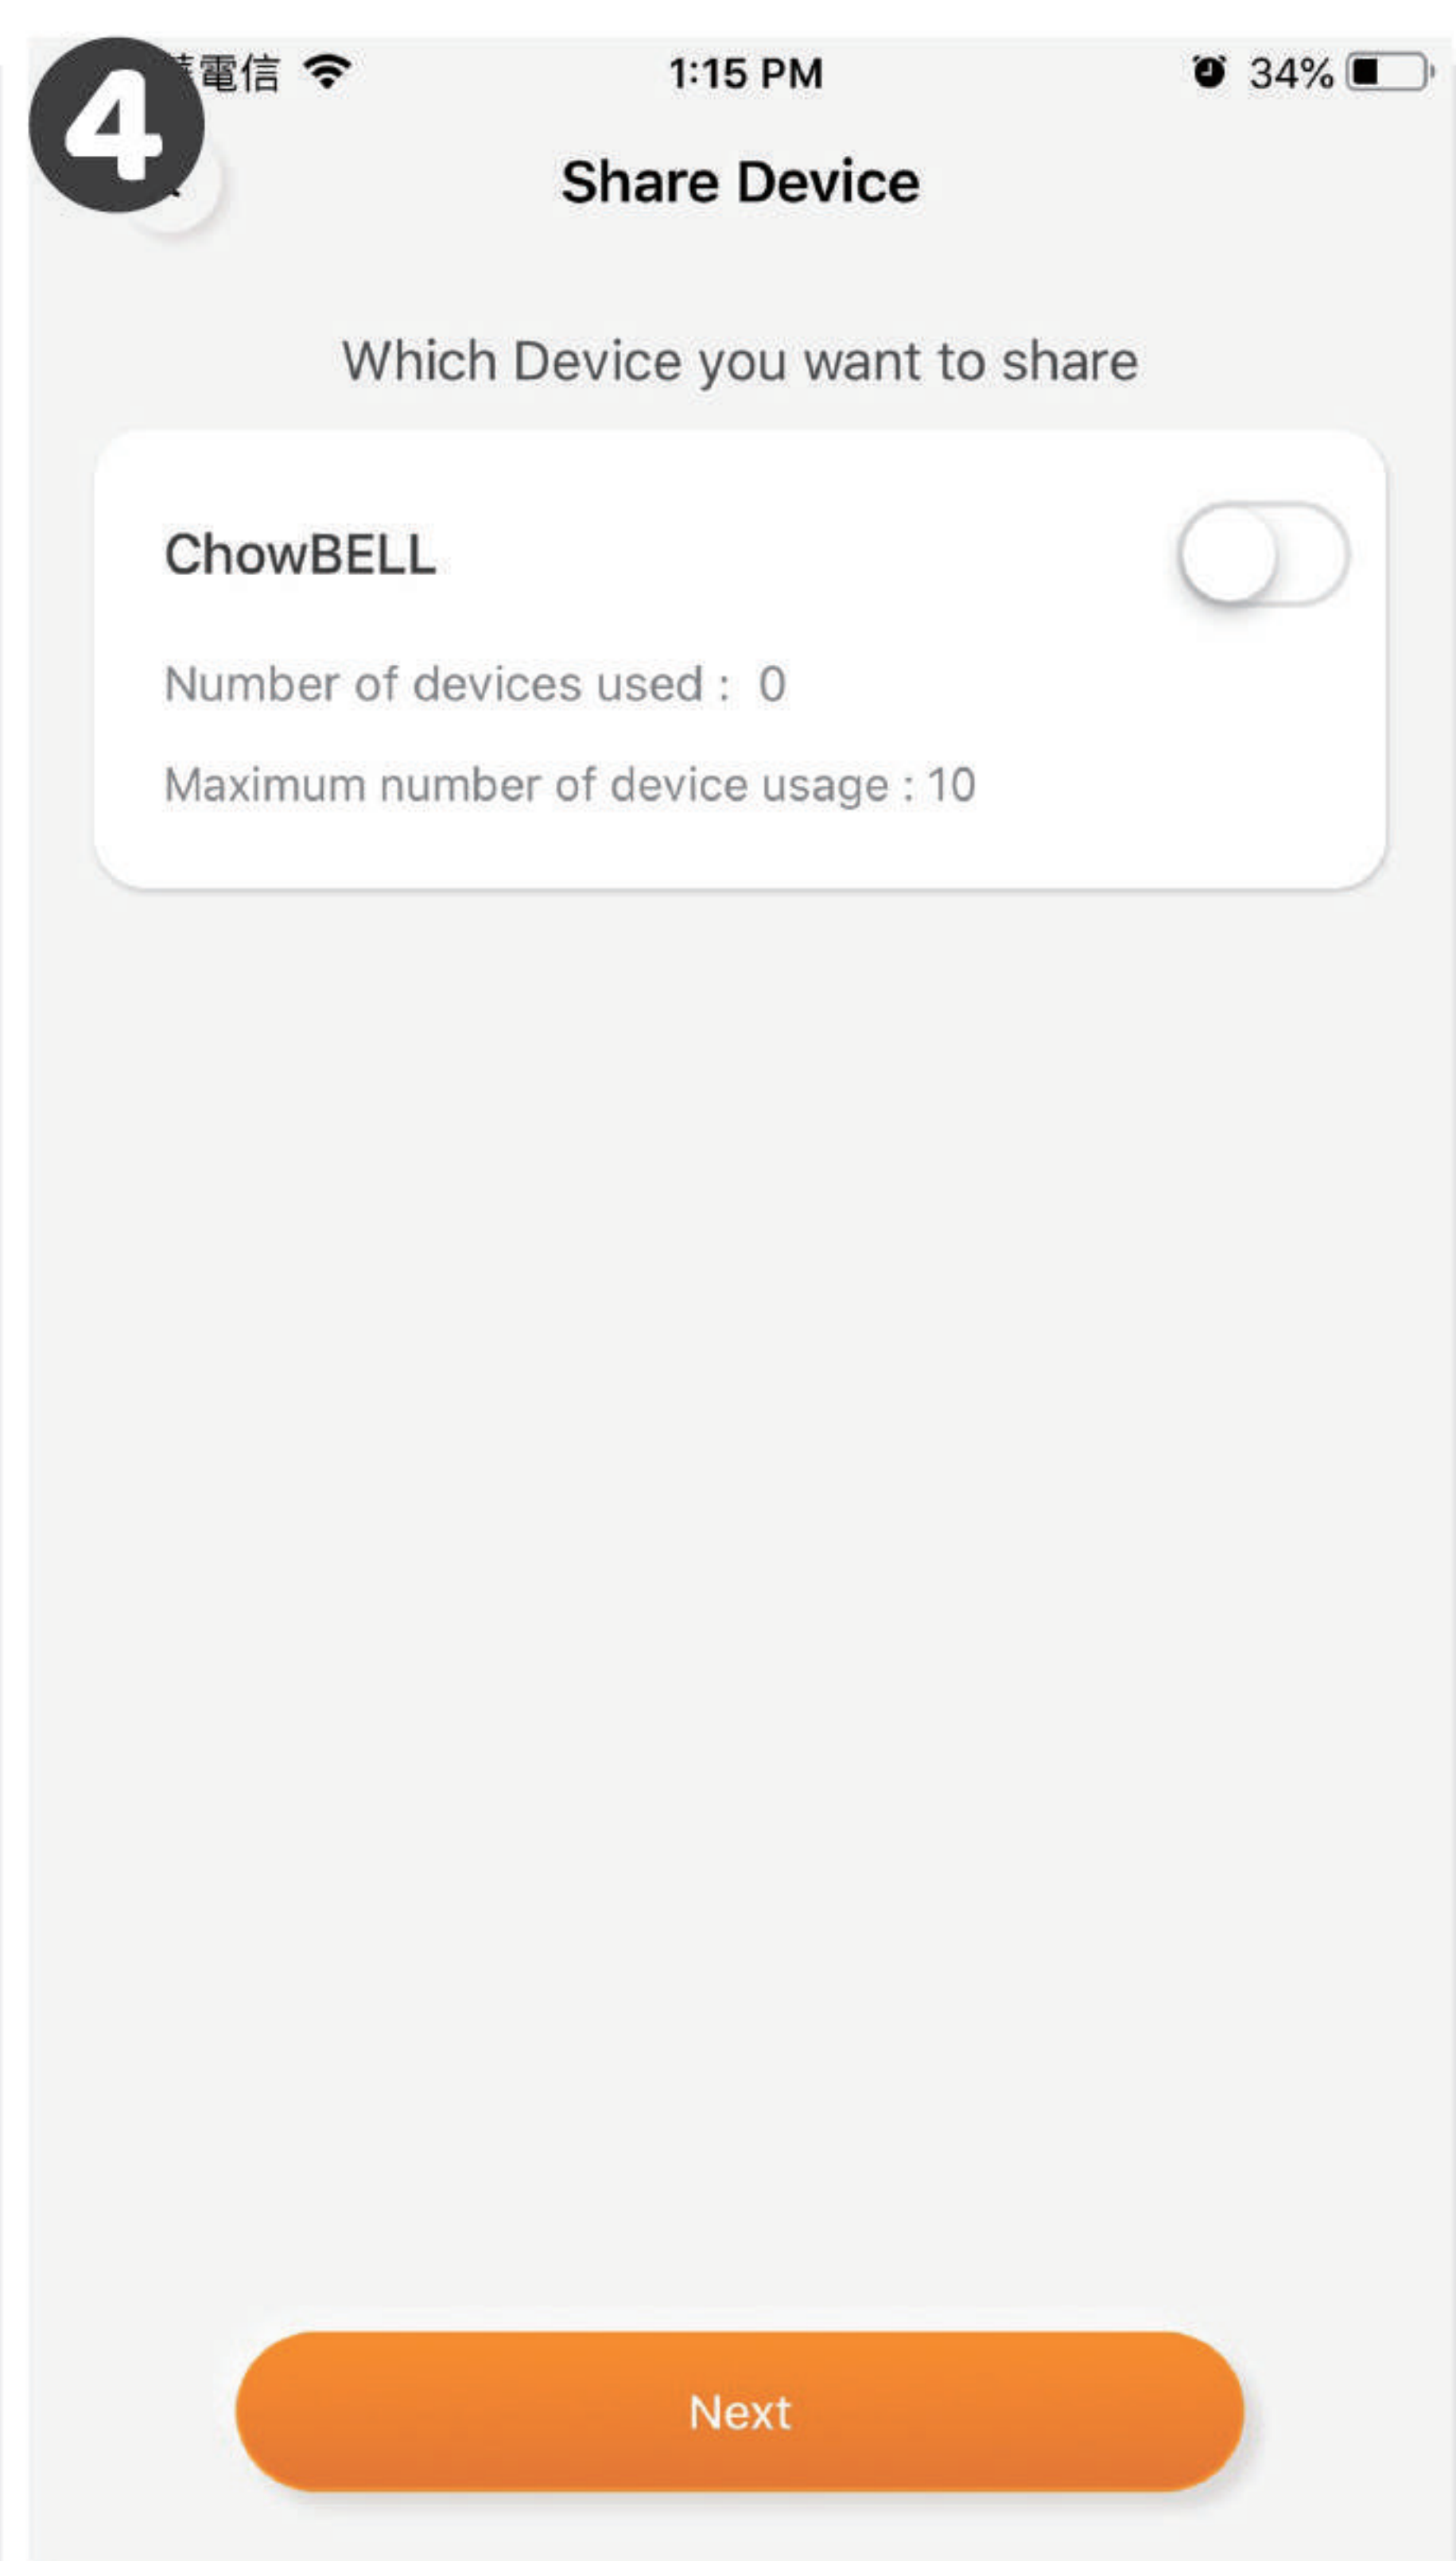 4
電信
1:15 PM
34%
Share Device
Which Device you want to share
ChowBELL
Number of devices used : 0
Maximum number of device usage : 10
Next